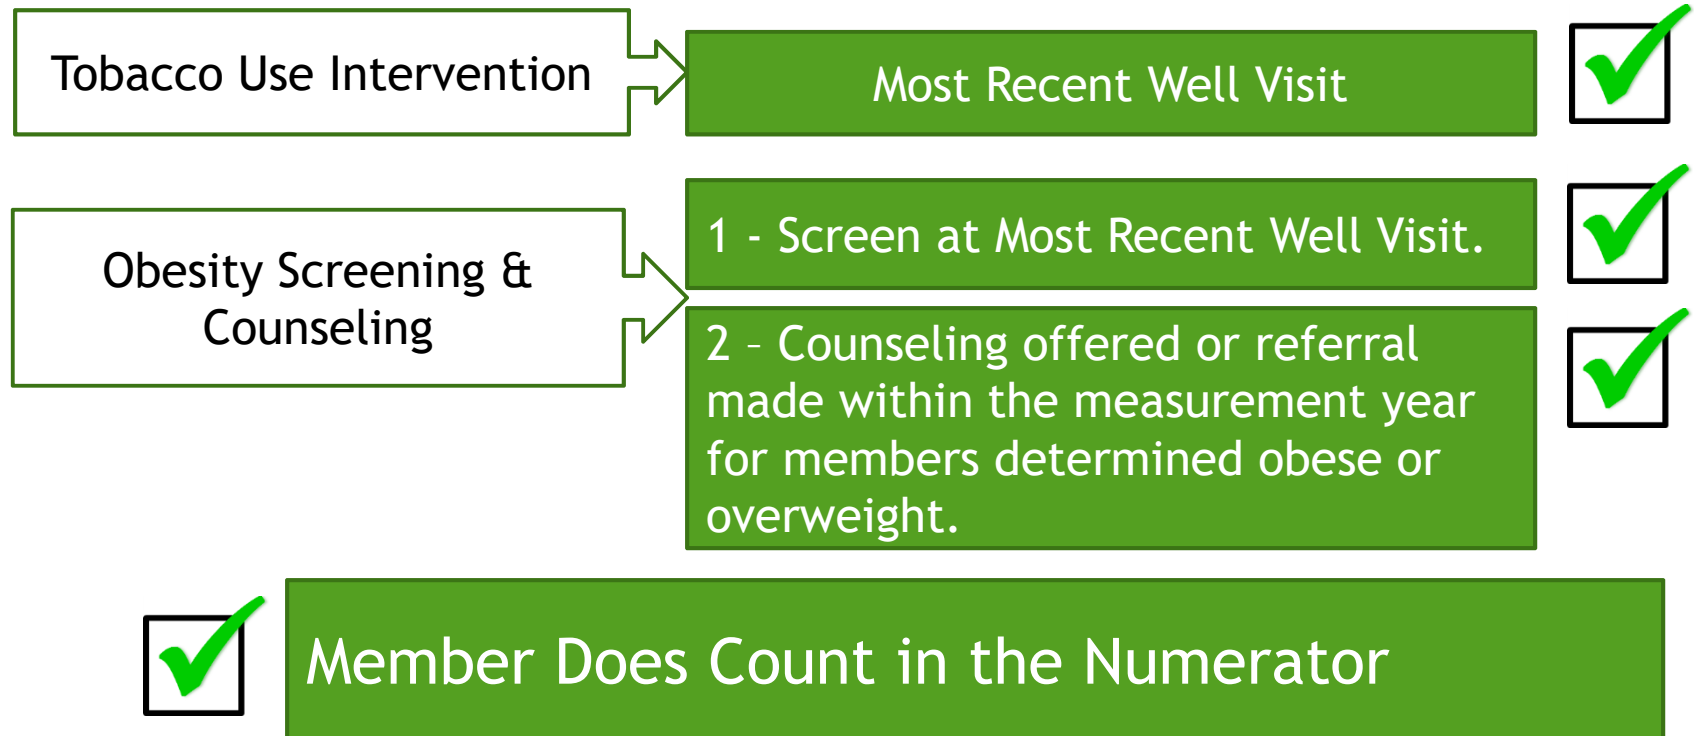 Tobacco Use Intervention
Most Recent Well Visit
Obesity Screening &
Counseling
1 - Screen at Most Recent Well Visit.
2 – Counseling offered or referral
made within the measurement year
for members determined obese or
overweight.
Member Does Count in the Numerator